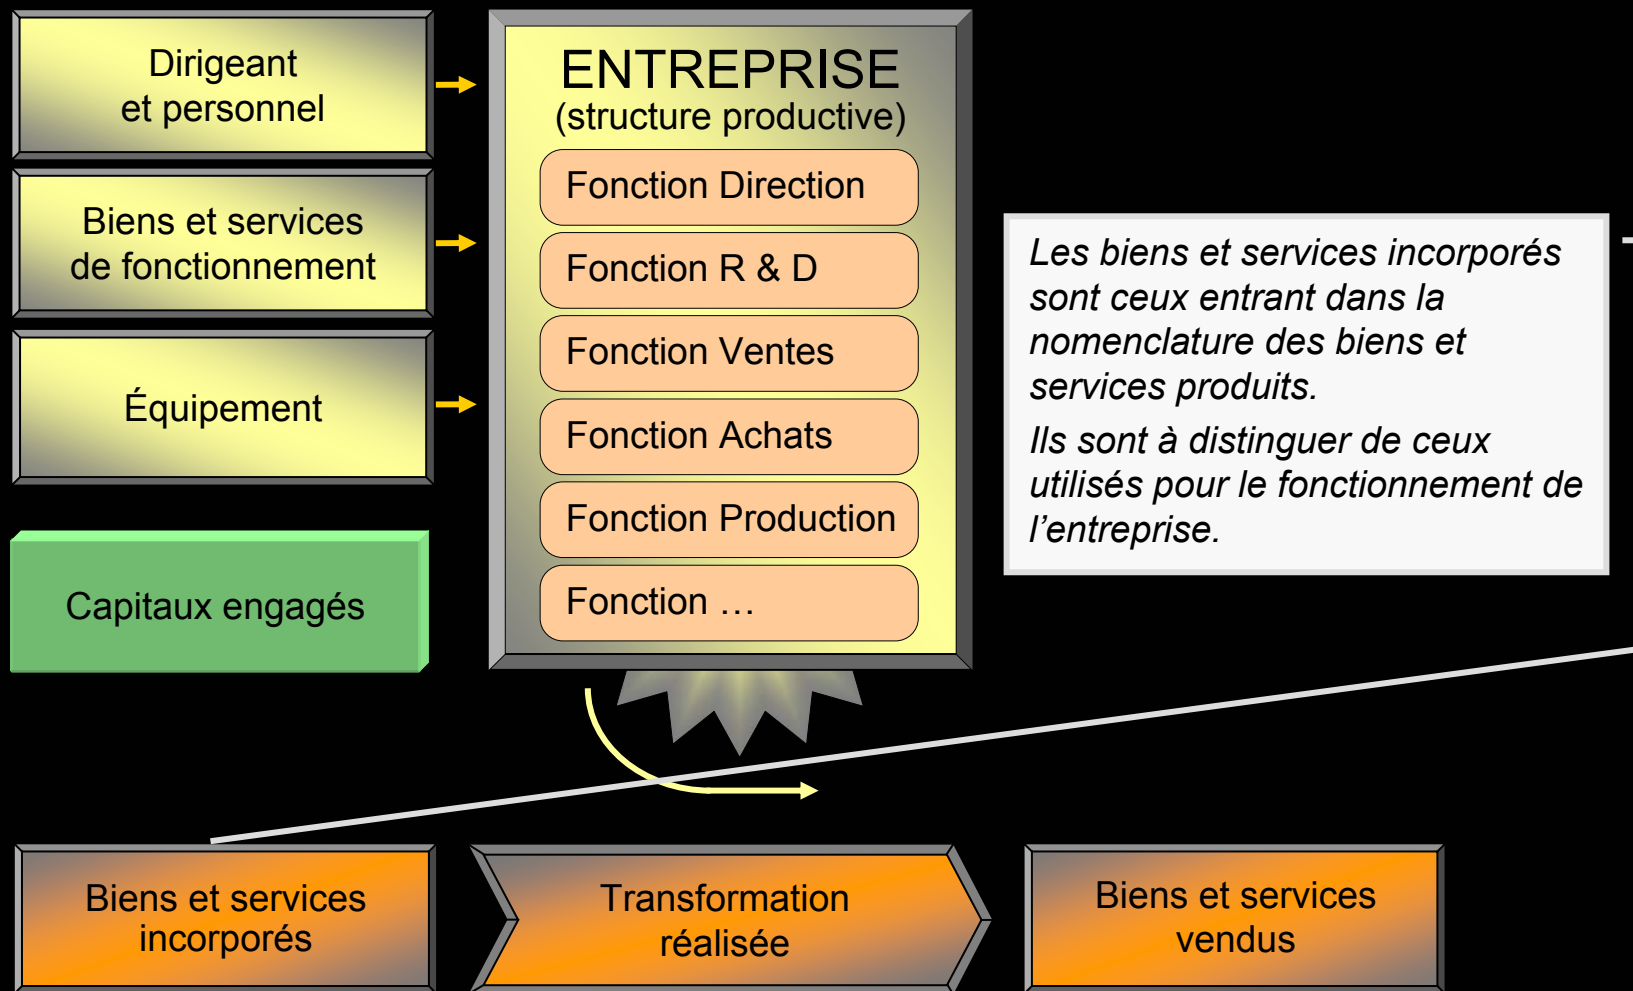 Dirigeant
et personnel
Biens et services
de fonctionnement
Équipement
Capitaux engagés
ENTREPRISE
(structure productive)
Fonction Direction
Fonction R & D
Fonction Ventes
Fonction Achats
Fonction Production
Fonction …
Les biens et services incorporés
sont ceux entrant dans la
nomenclature des biens et
services produits.
Ils sont à distinguer de ceux
utilisés pour le fonctionnement de
l’entreprise.
Biens et services
incorporés
Transformation
réalisée
Biens et services
vendus